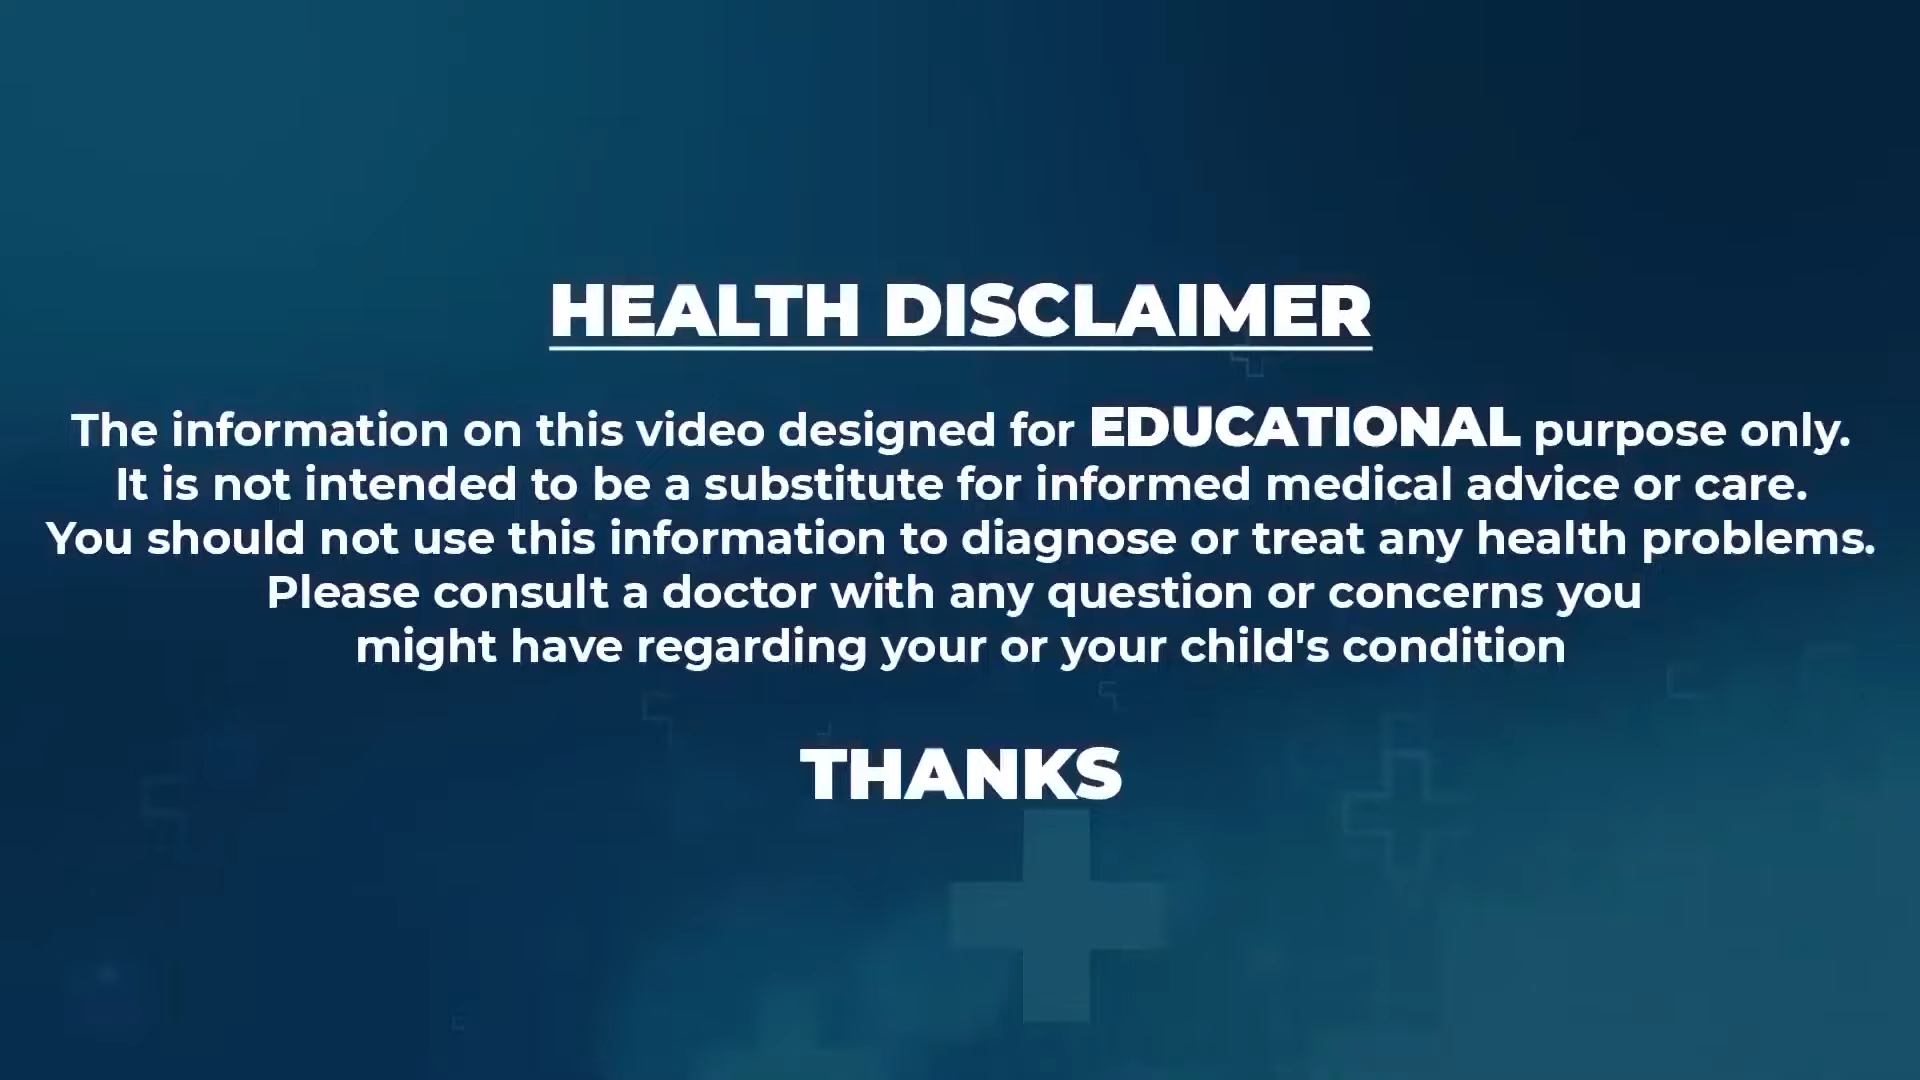 HEALTH DISCLAIMER
The information on this video designed for EDUCATIONAL purpose only.
It is not intended to be a substitute for informed medical advice or care.
You should not use this information to diagnose or treat any health problems.
Please consult a doctor with any question or concerns you
might have regarding your or your child's condition
THANKS